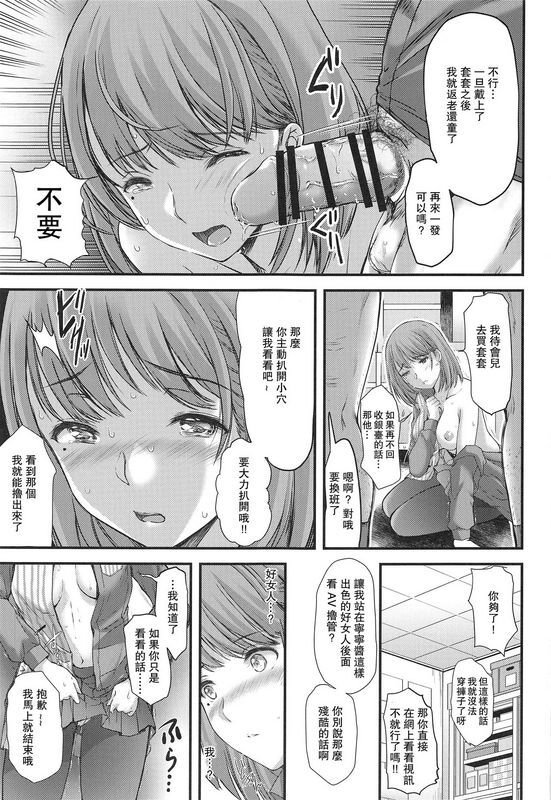 不行…
一旦戴上了
套套之後
我就返老還童了
再來一發
可以嗎？
不要
我待會兒
去買套套
如果再不回
收銀臺的話
那他…
嗯啊？對哦
要換班了
那麼
你主動扒開小穴
讓我看看吧~
要大力扒開哦!!
看到那個
我就能擼出來了
你夠了！
但這樣的話
我就沒法
穿褲子了呀
那你直接
在網上看看視訊
不就行了嗎!!
讓我站在寧寧醬這樣
出色的好女人後面
看AV擼管？
你別說那麼
殘酷的話啊
好女人…？
我…
…我知道了
如果你只是
看看的話…
抱歉~
我馬上就結束哦
ふら…